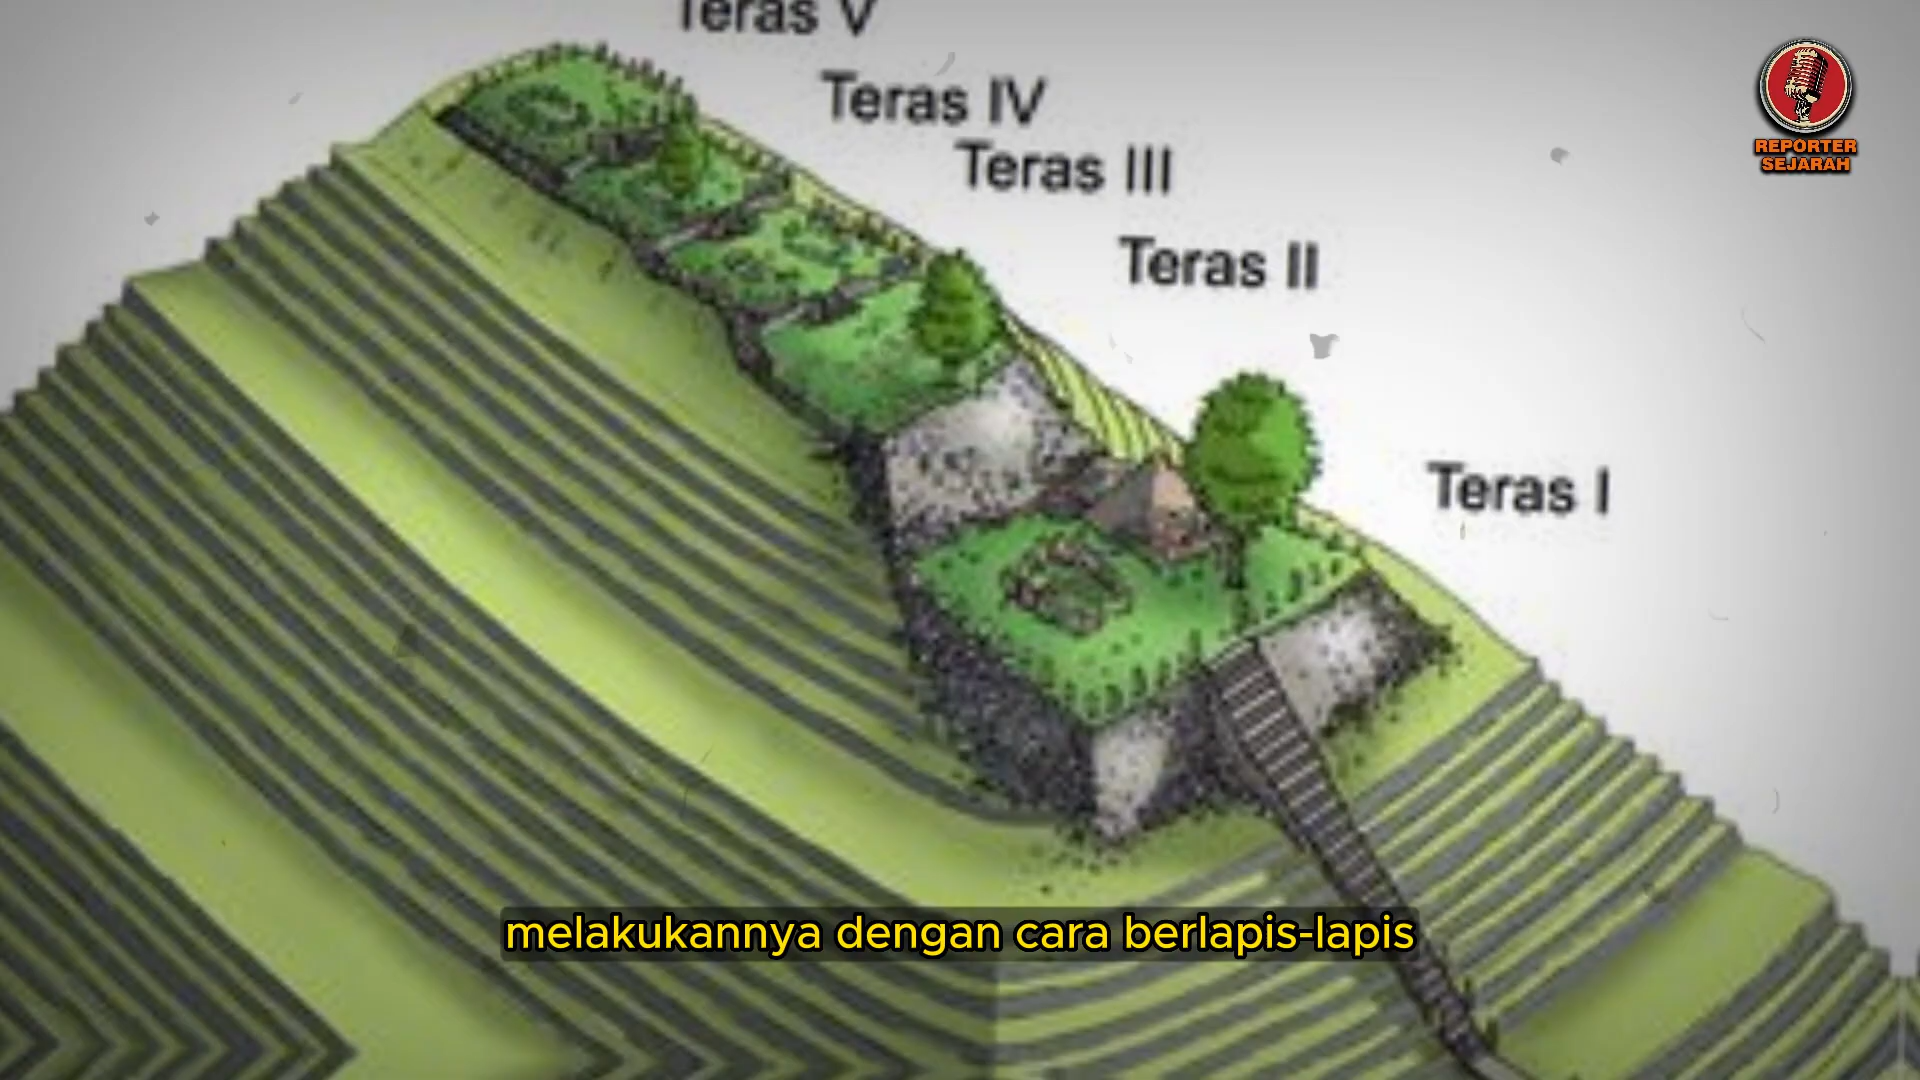 Teras V
Teras IV
Teras III
Teras II
Teras I
REPORTER
SEJARAH
melakukannya dengan cara berlapis-lapis